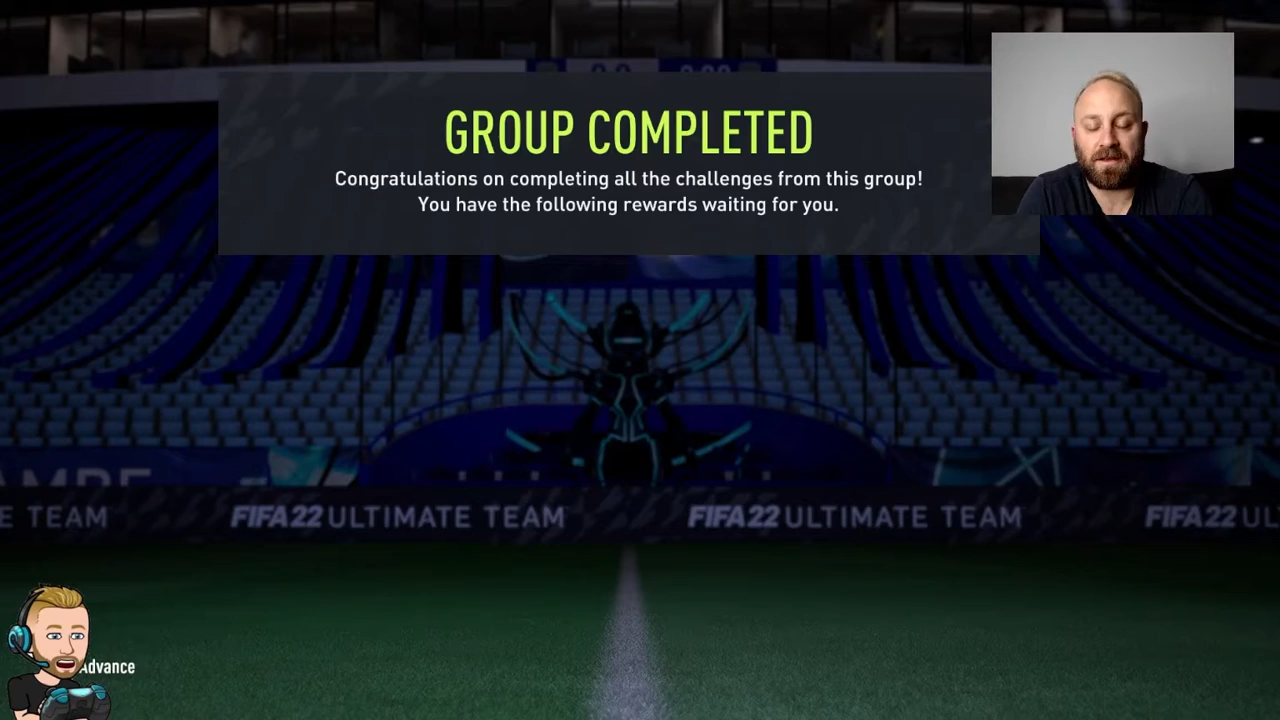 GROUP COMPLETED
Congratulations on completing all the challenges from this group!
You have the following rewards waiting for you.
E TEAM
FIFA22 ULTIMATE TEAM
FIFA22 ULTIMATE TEAM
FIFA22 UL
Advance